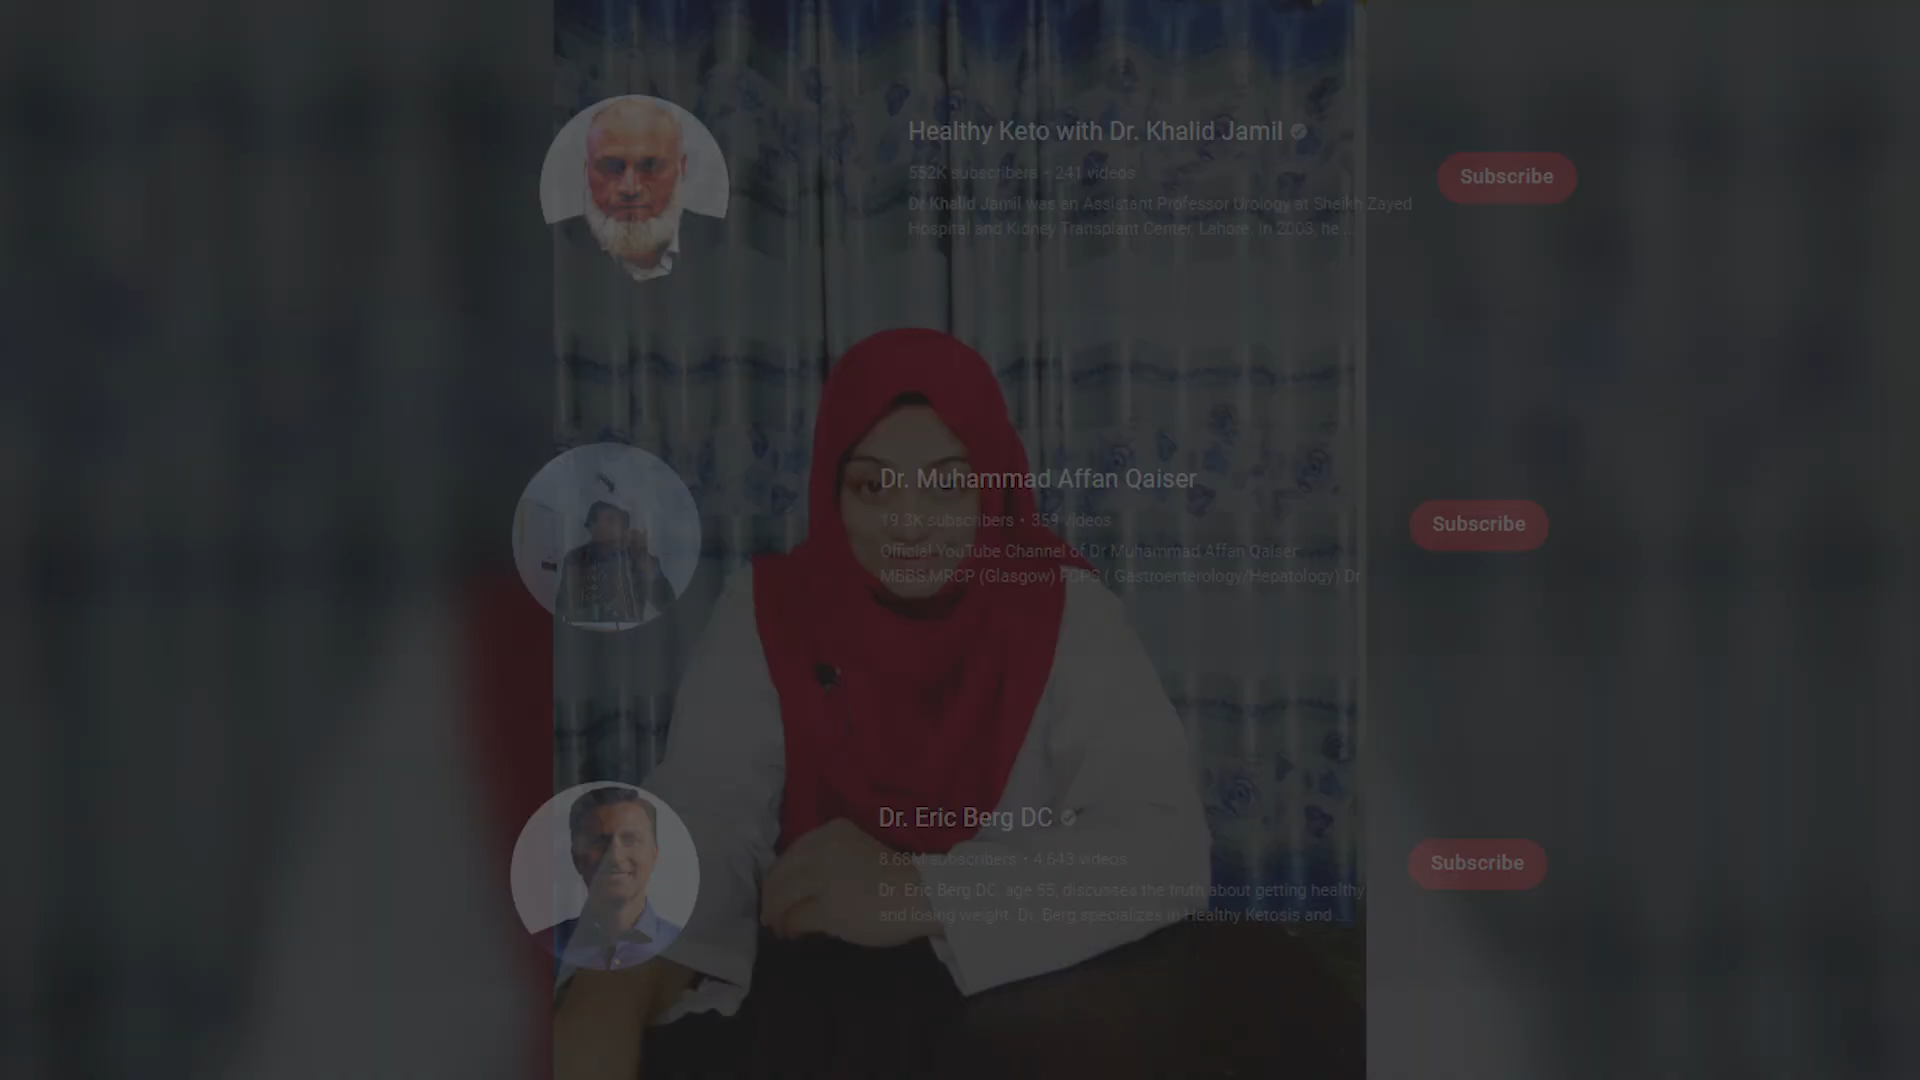 Healthy Keto with Dr. Khalid Jamil
552K subscribers • 241 videos
Subscribe
Dr Khalid Jamil was an Assistant Professor Urology at Sheikh Zayed
Hospital and Kidney Transplant Center, Lahore. In 2003, he ...
Dr. Muhammad Affan Qaiser
19.3K subscribers • 359 videos
Subscribe
Official YouTube Channel of Dr Muhammad Affan Qaiser
MBBS,MRCP (Glasgow) FCPS ( Gastroenterology/Hepatology) Dr
Dr. Eric Berg DC
8.68M subscribers • 4,643 videos
Subscribe
Dr. Eric Berg DC, age 55, discusses the truth about getting healthy
and losing weight. Dr. Berg specializes in Healthy Ketosis and ...